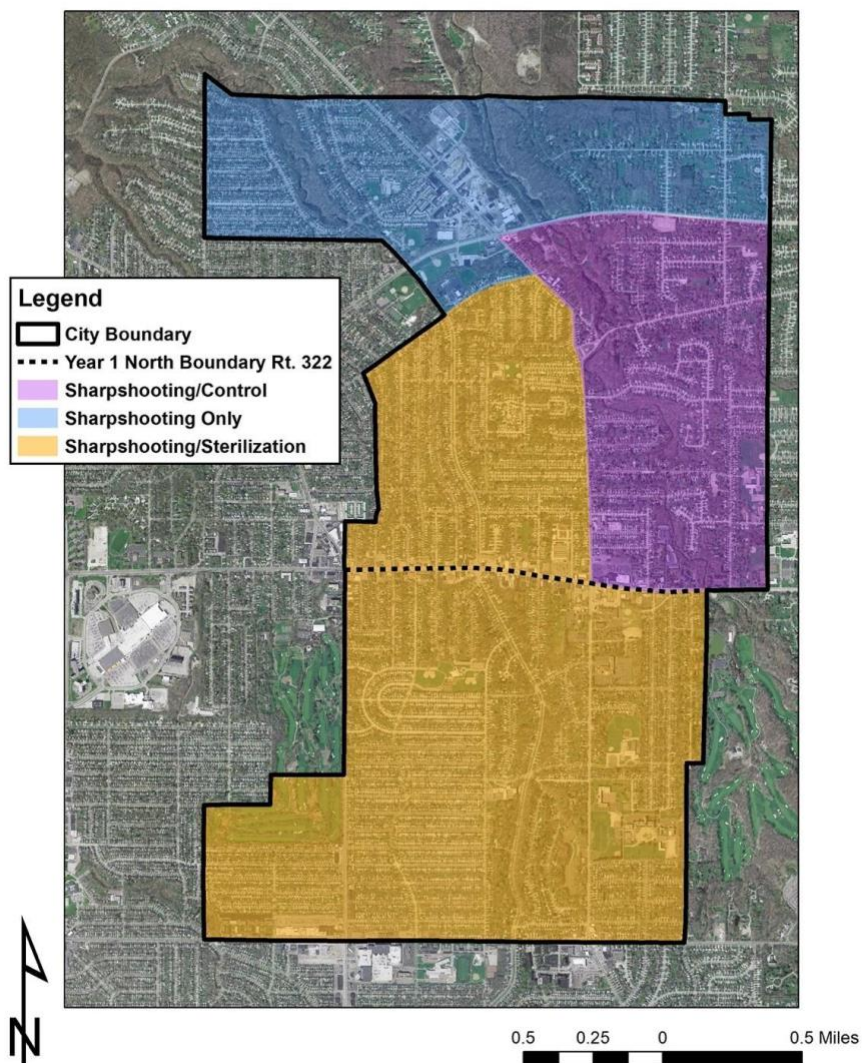 Legend
City Boundary
Year 1 North Boundary Rt. 322
Sharpshooting/Control
Sharpshooting Only
Sharpshooting/Sterilization
N
0.5 0.25 0 0.5 Miles